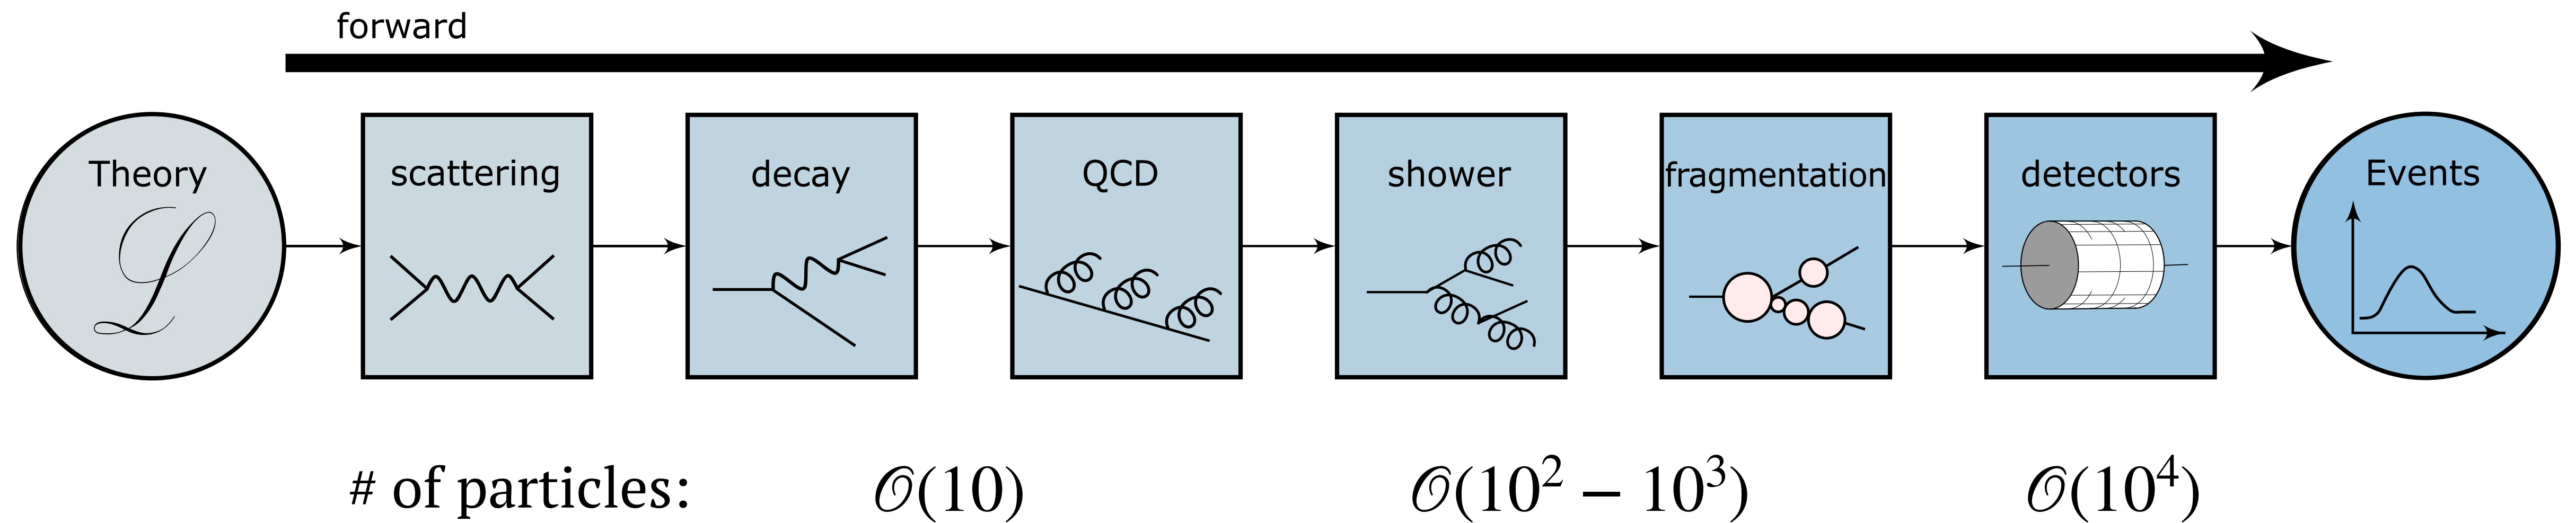 forward
Theory
ℒ
scattering
decay
QCD
shower
fragmentation
detectors
Events
# of particles: 𝒪(10) 𝒪(10² − 10³) 𝒪(10⁴)